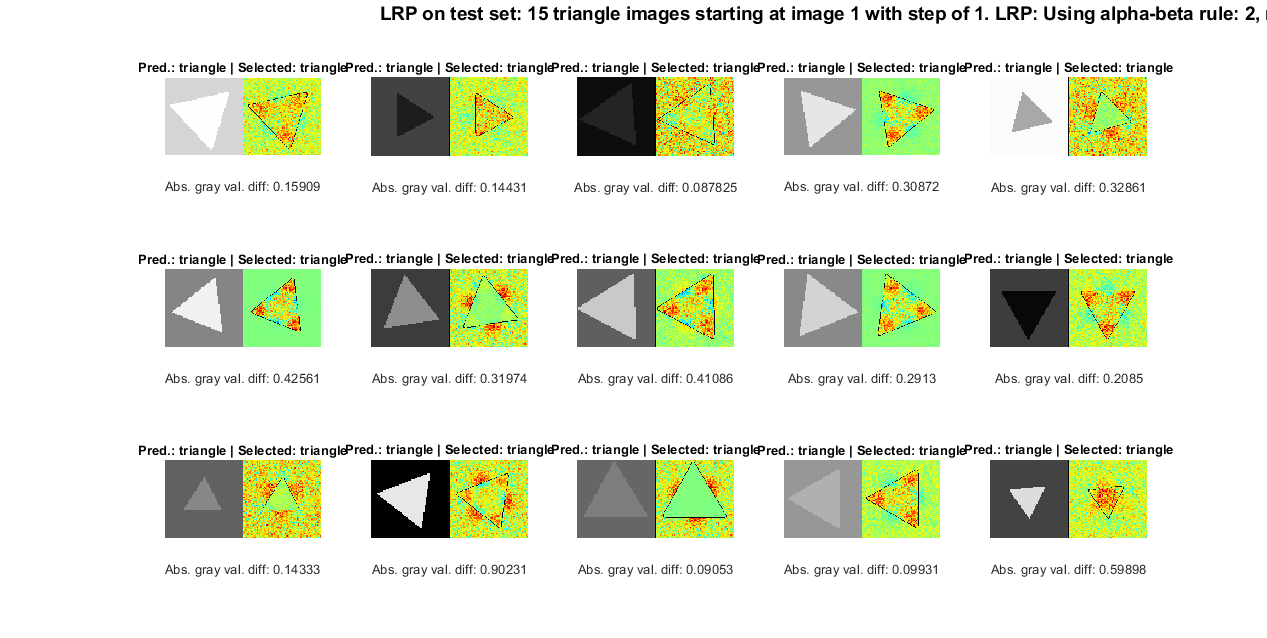 LRP on test set: 15 triangle images starting at image 1 with step of 1. LRP: Using alpha-beta rule: 2,
Pred.: triangle | Selected: triangle Pred.: triangle | Selected: triangle Pred.: triangle | Selected: triangle Pred.: triangle | Selected: triangle Pred.: triangle | Selected: triangle
Abs. gray val. diff: 0.15909 Abs. gray val. diff: 0.14431 Abs. gray val. diff: 0.087825 Abs. gray val. diff: 0.30872 Abs. gray val. diff: 0.32861
Pred.: triangle | Selected: triangle Pred.: triangle | Selected: triangle Pred.: triangle | Selected: triangle Pred.: triangle | Selected: triangle Pred.: triangle | Selected: triangle
Abs. gray val. diff: 0.42561 Abs. gray val. diff: 0.31974 Abs. gray val. diff: 0.41086 Abs. gray val. diff: 0.2913 Abs. gray val. diff: 0.2085
Pred.: triangle | Selected: triangle Pred.: triangle | Selected: triangle Pred.: triangle | Selected: triangle Pred.: triangle | Selected: triangle Pred.: triangle | Selected: triangle
Abs. gray val. diff: 0.14333 Abs. gray val. diff: 0.90231 Abs. gray val. diff: 0.09053 Abs. gray val. diff: 0.09931 Abs. gray val. diff: 0.59898